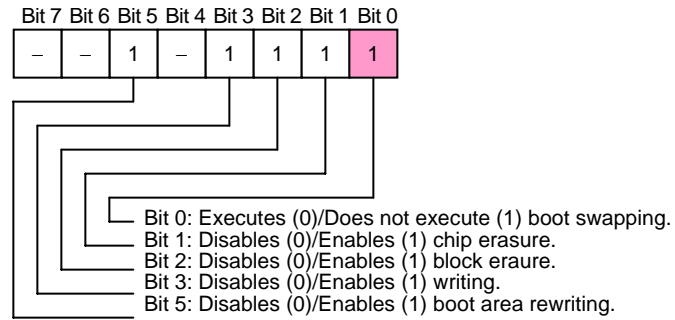 Bit 7 Bit 6 Bit 5 Bit 4 Bit 3 Bit 2 Bit 1 Bit 0
– – 1 – 1 1 1 1
Bit 0: Executes (0)/Does not execute (1) boot swapping.
Bit 1: Disables (0)/Enables (1) chip erasure.
Bit 2: Disables (0)/Enables (1) block eraure.
Bit 3: Disables (0)/Enables (1) writing.
Bit 5: Disables (0)/Enables (1) boot area rewriting.